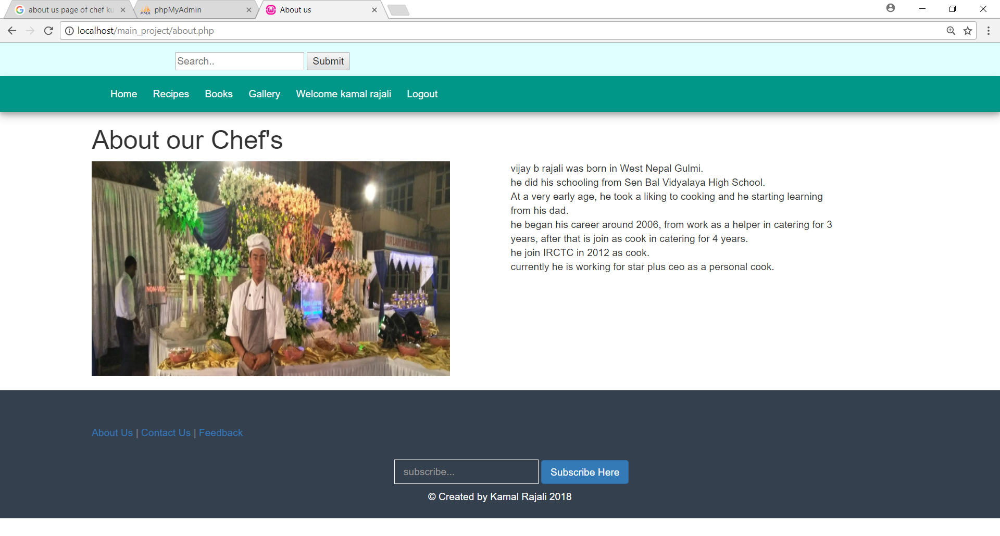 about us page of chef ku
phpMyAdmin
About us
localhost/main_project/about.php
Search..
Submit
Home
Recipes
Books
Gallery
Welcome kamal rajali
Logout
About our Chef's
NON-VEG
OUR LADY OF NAZARETH HIGH
vijay b rajali was born in West Nepal Gulmi.
he did his schooling from Sen Bal Vidyalaya High School.
At a very early age, he took a liking to cooking and he starting learning
from his dad.
he began his career around 2006, from work as a helper in catering for 3
years, after that is join as cook in catering for 4 years.
he join IRCTC in 2012 as cook.
currently he is working for star plus ceo as a personal cook.
About Us | Contact Us | Feedback
subscribe...
Subscribe Here
© Created by Kamal Rajali 2018